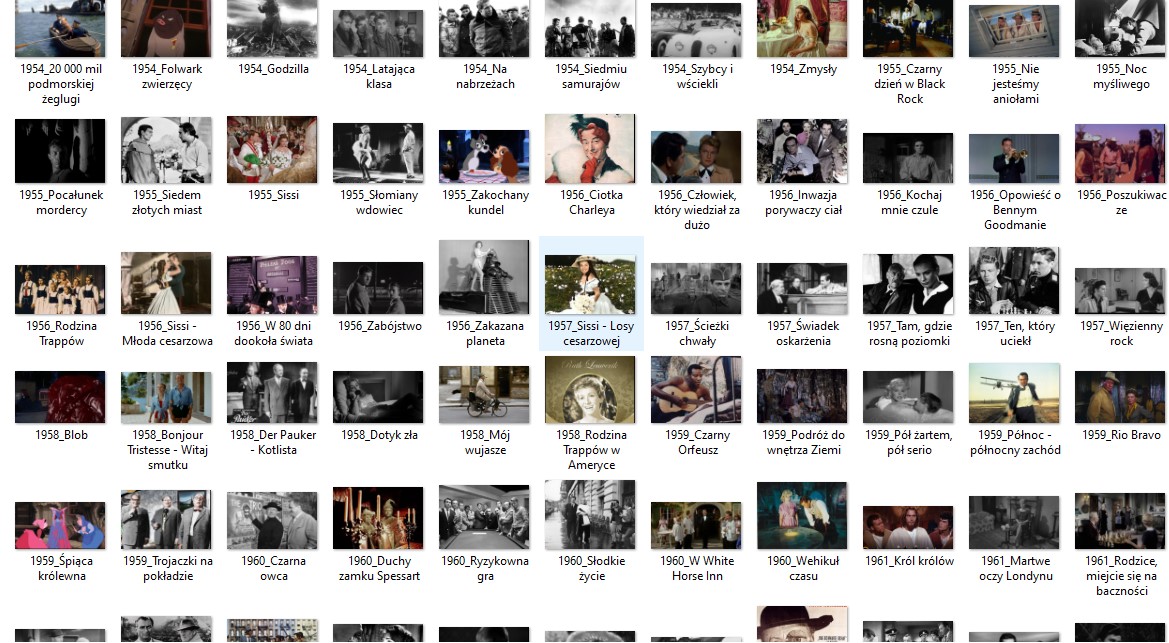 1954_20 000 mil
podmorskiej
żeglugi
1954_Folwark
zwierzęcy
1954_Godzilla
1954_Latająca
klasa
1954_Na
nabrzeżach
1954_Siedmiu
samurajów
1954_Szybcy i
wściekli
1954_Zmysły
1955_Czarny
dzień w Black
Rock
1955_Nie
jesteśmy
aniołami
1955_Noc
myśliwego
1955_Pocałunek
mordercy
1955_Siedem
złotych miast
1955_Sissi
1955_Słomiany
wdowiec
1955_Zakochany
kundel
1956_Ciotka
Charleya
1956_Człowiek,
który wiedział za
dużo
1956_Inwazja
porywaczy ciał
1956_Kochaj
mnie czule
1956_Opowieść o
Bennym
Goodmanie
1956_Poszukiwac
ze
1956_Rodzina
Trappów
1956_Sissi -
Młoda cesarzowa
1956_W 80 dni
dookoła świata
1956_Zabójstwo
1956_Zakazana
planeta
1957_Sissi - Losy
cesarzowej
1957_Ścieżki
chwały
1957_Świadek
oskarżenia
1957_Tam, gdzie
rosną poziomki
1957_Ten, który
uciekł
1957_Więzienny
rock
1958_Blob
1958_Bonjour
Tristesse - Witaj
smutku
1958_Der Pauker
- Kotlista
1958_Dotyk zła
1958_Mój
wujasze
Ruth Leuwerik
1958_Rodzina
Trappów w
Ameryce
1959_Czarny
Orfeusz
1959_Podróż do
wnętrza Ziemi
1959_Pół żartem,
pół serio
1959_Północ -
północny zachód
1959_Rio Bravo
1959_Śpiąca
królewna
1959_Trojaczki na
pokładzie
1960_Czarna
owca
1960_Duchy
zamku Spessart
1960_Ryzykowna
gra
1960_Słodkie
życie
1960_W White
Horse Inn
1960_Wehikuł
czasu
1961_Król królów
1961_Martwe
oczy Londynu
1961_Rodzice,
miejcie się na
baczności